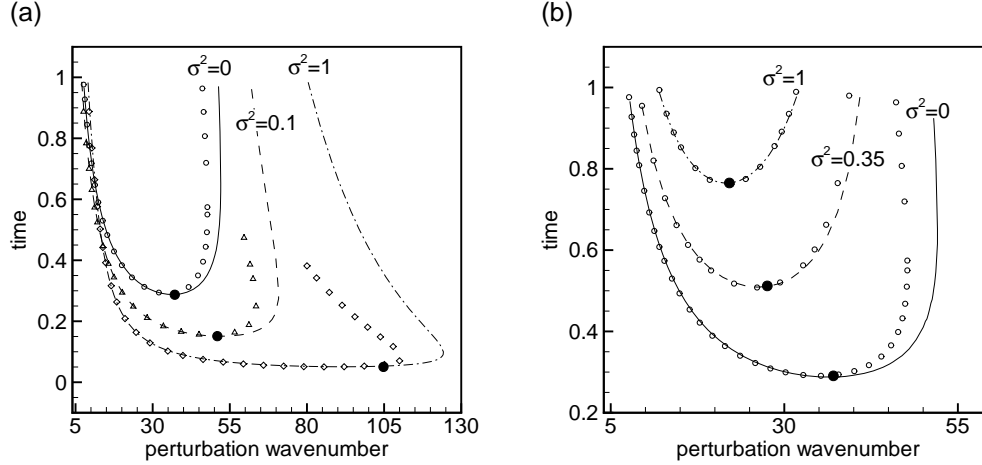 (a)
(b)
σ²=0
σ²=1
σ²=0.1
time
1
0.8
0.6
0.4
0.2
0
5
30
55
80
105
130
perturbation wavenumber
σ²=1
σ²=0
σ²=0.35
time
1.0
0.8
0.6
0.4
0.2
5
30
55
perturbation wavenumber